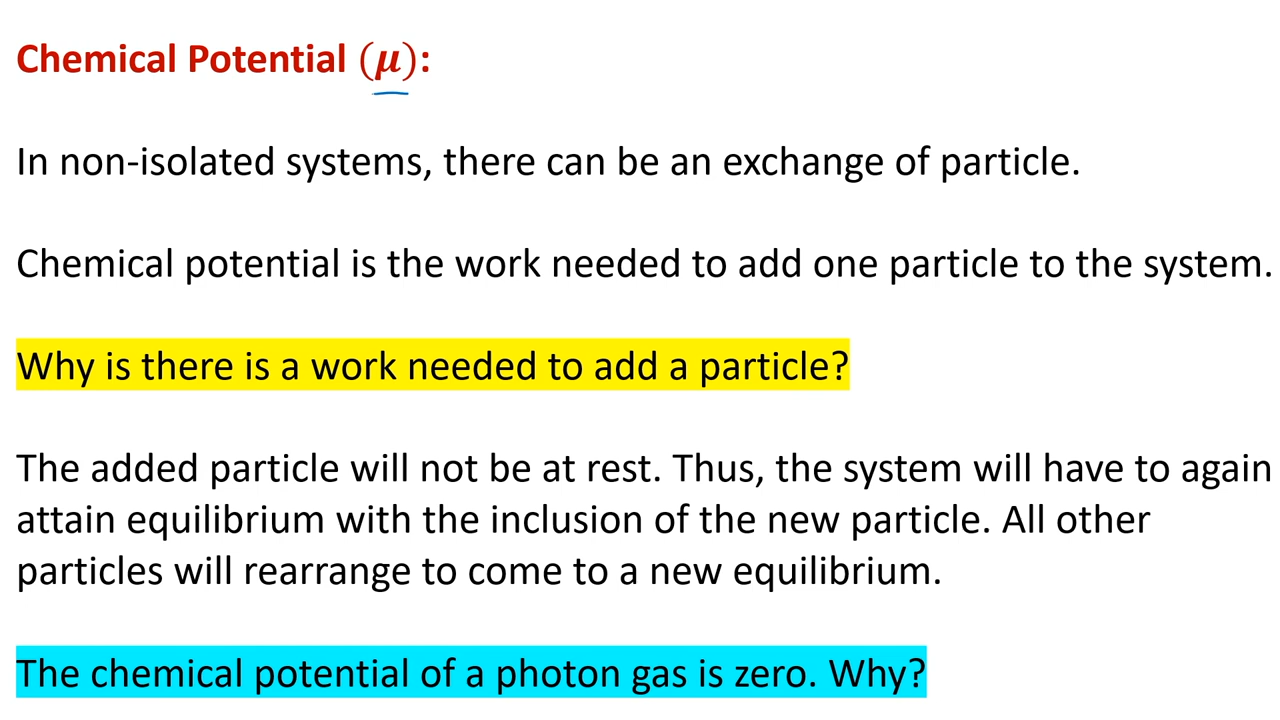 Chemical Potential (μ):
In non-isolated systems, there can be an exchange of particle.
Chemical potential is the work needed to add one particle to the system.
Why is there is a work needed to add a particle?
The added particle will not be at rest. Thus, the system will have to again
attain equilibrium with the inclusion of the new particle. All other
particles will rearrange to come to a new equilibrium.
The chemical potential of a photon gas is zero. Why?